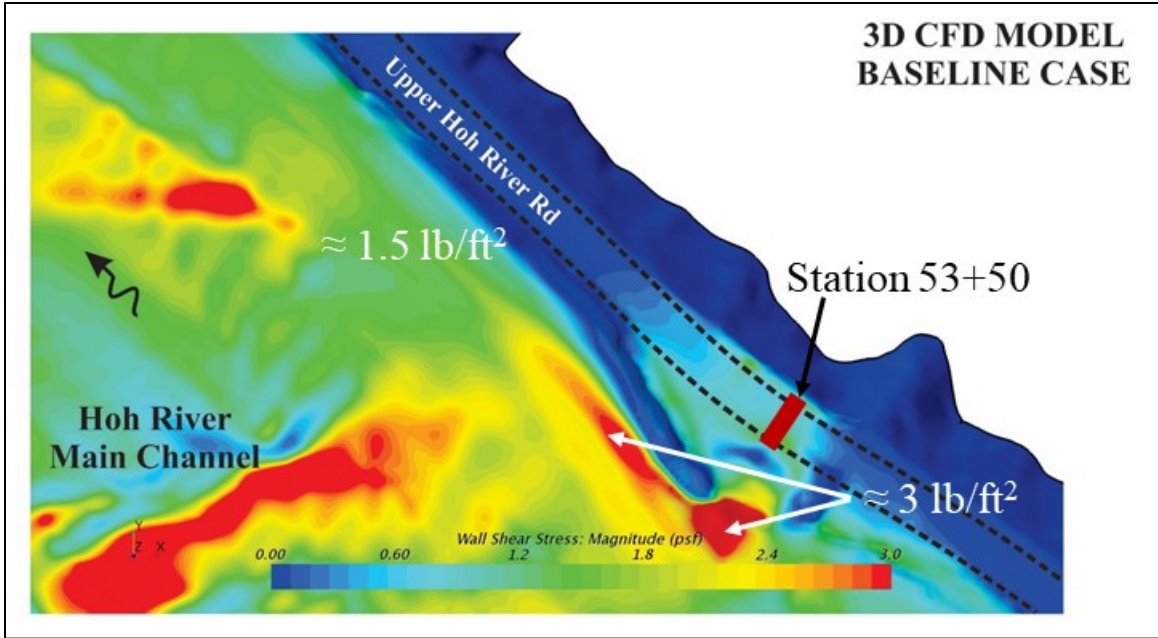 3D CFD MODEL
BASELINE CASE
Upper Hoh River Rd
≈ 1.5 lb/ft²
Station 53+50
Hoh River
Main Channel
≈ 3 lb/ft²
Y
Z X
Wall Shear Stress: Magnitude (psf)
0.00 0.60 1.2 1.8 2.4 3.0